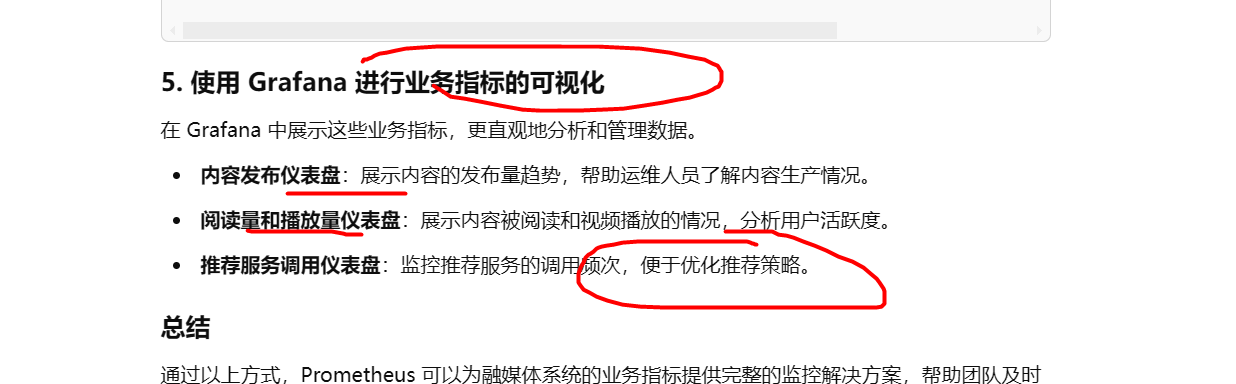 5. 使用 Grafana 进行业务指标的可视化
在 Grafana 中展示这些业务指标，更直观地分析和管理数据。
• 内容发布仪表盘：展示内容的发布量趋势，帮助运维人员了解内容生产情况。
• 阅读量和播放量仪表盘：展示内容被阅读和视频播放的情况，分析用户活跃度。
• 推荐服务调用仪表盘：监控推荐服务的调用频次，便于优化推荐策略。
总结
通过以上方式，Prometheus 可以为融媒体系统的业务指标提供完整的监控解决方案，帮助团队及时